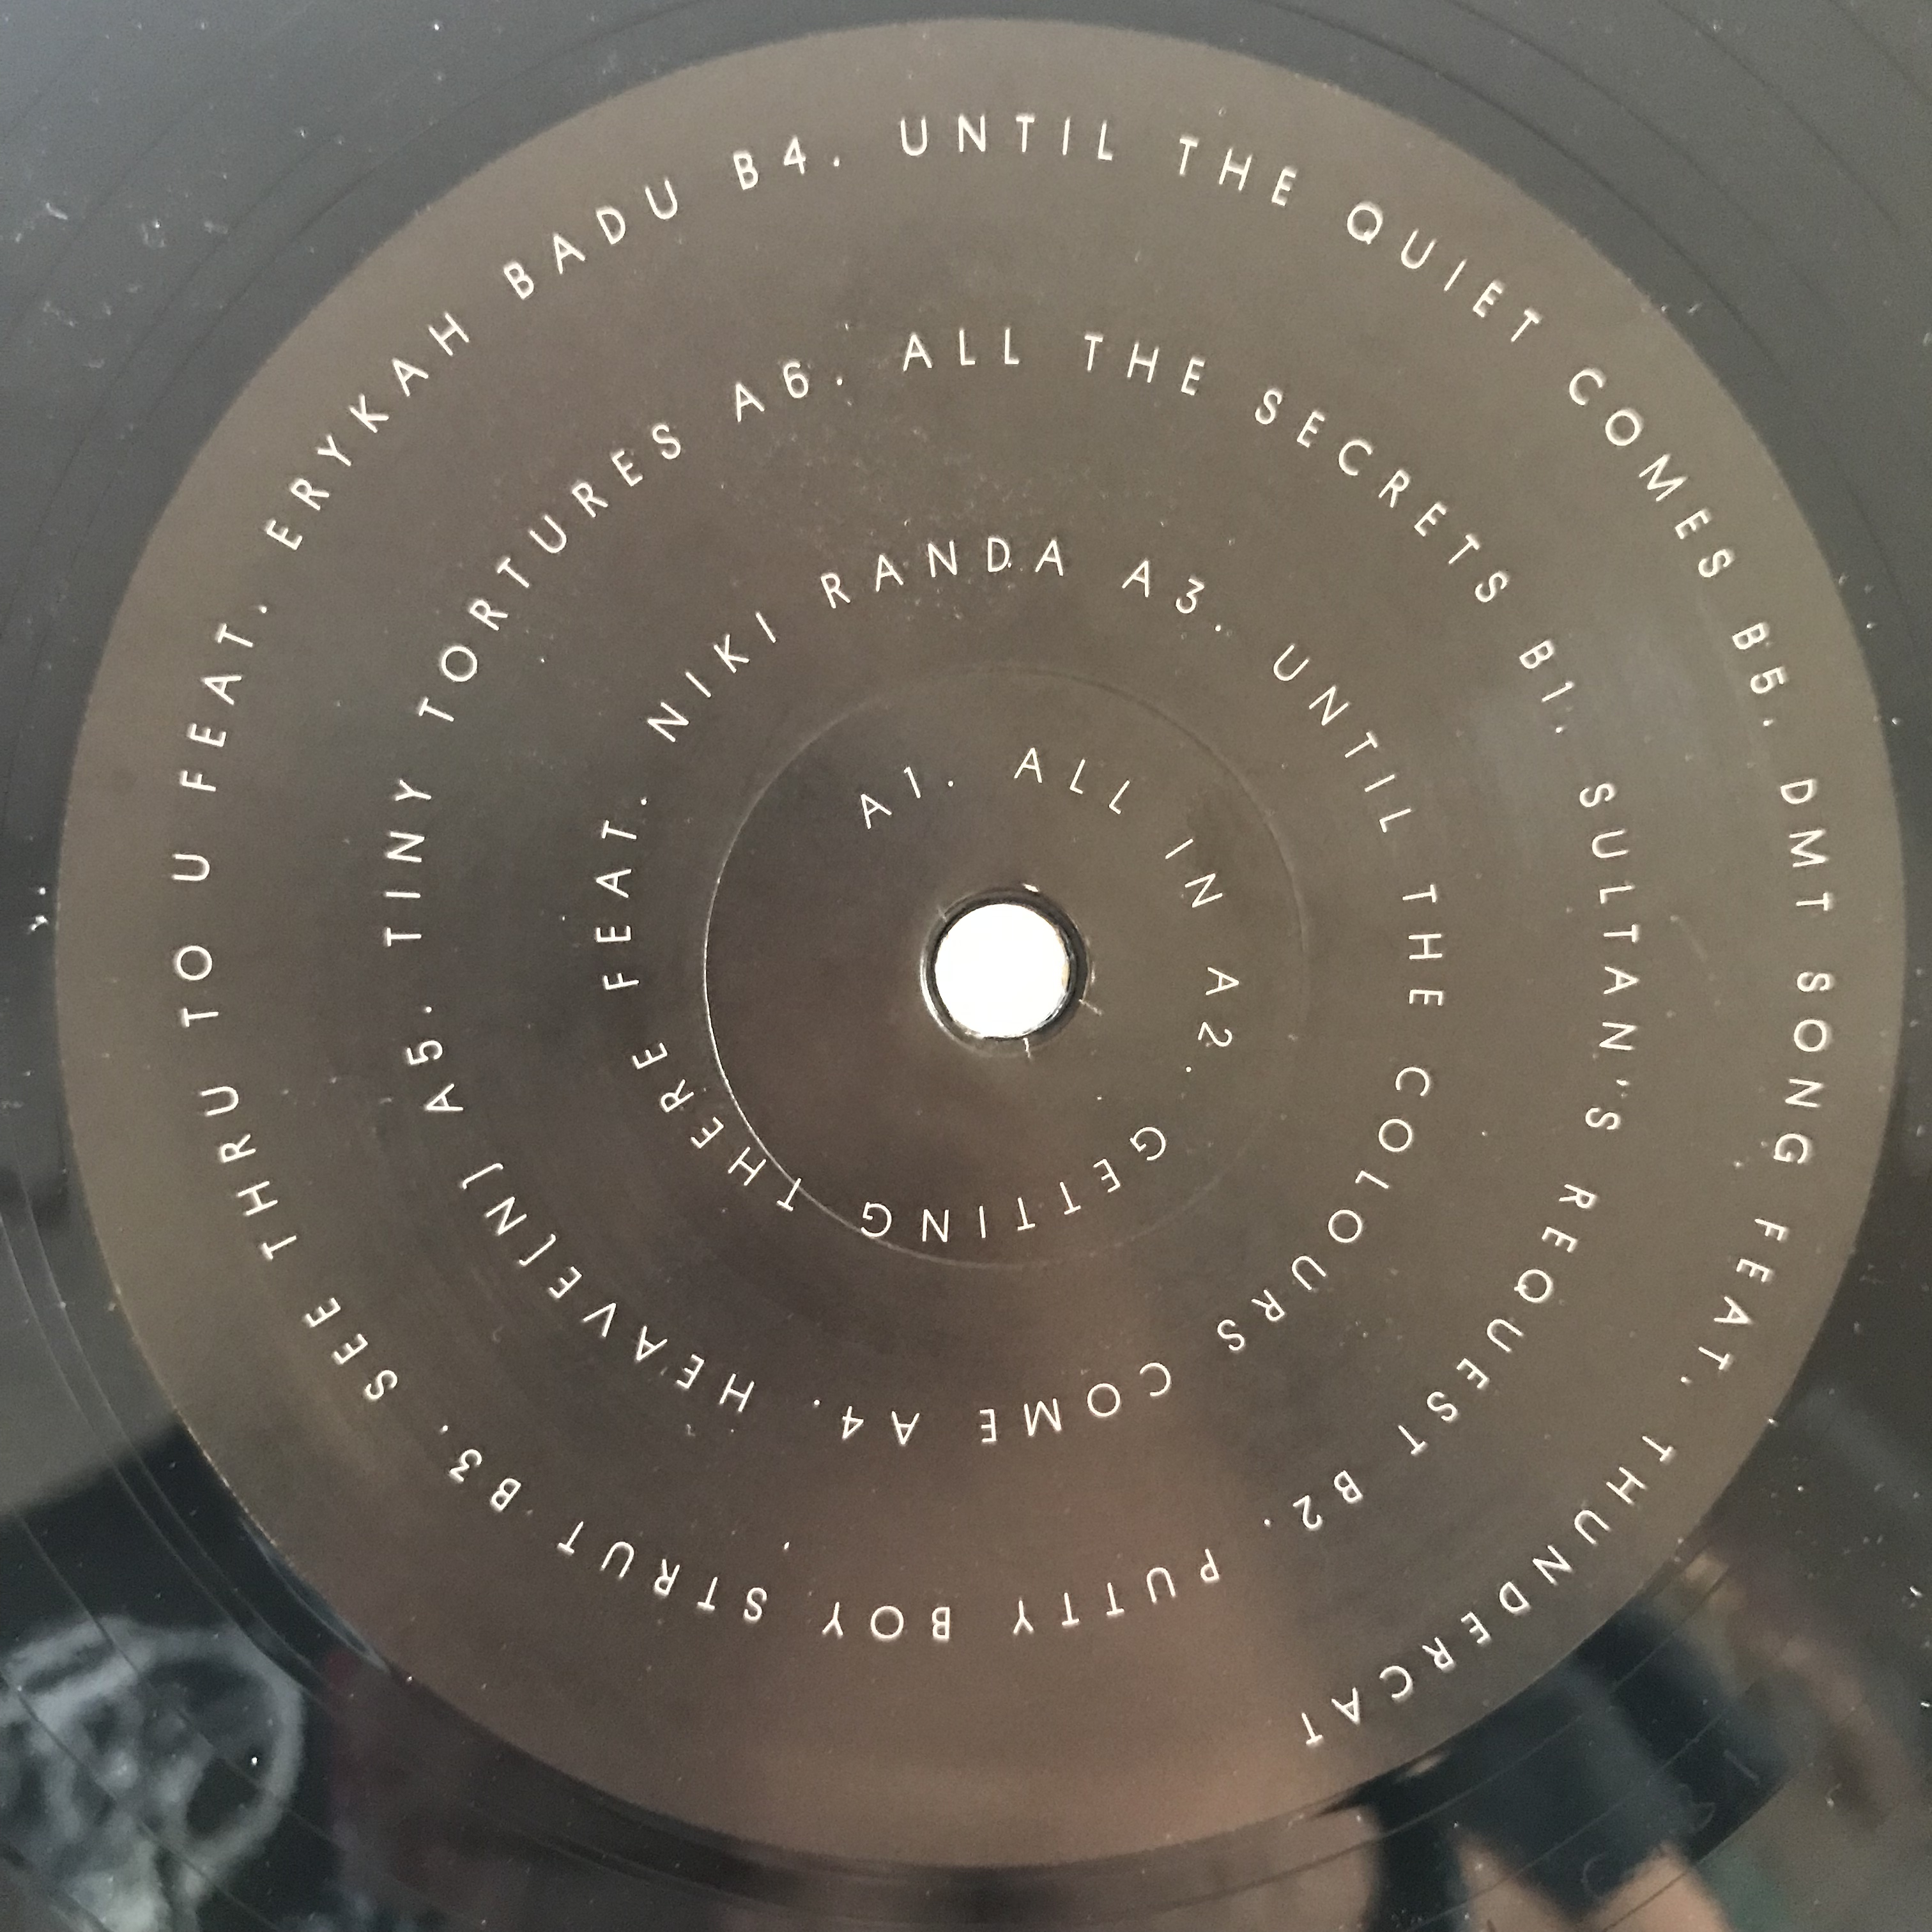 A1. ALL IN A2. GETTING THERE FEAT. NIKI RANDA A3. UNTIL THE COLOURS COME A4. HEAVE(N) A5. TINY TORTURES A6. ALL THE SECRETS B1. SULTAN'S REQUEST B2. PUTTY BOY STRUT B3. SEE THRU TO U FEAT. ERYKAH BADU B4. UNTIL THE QUIET COMES B5. DMT SONG FEAT. THUNDERCAT